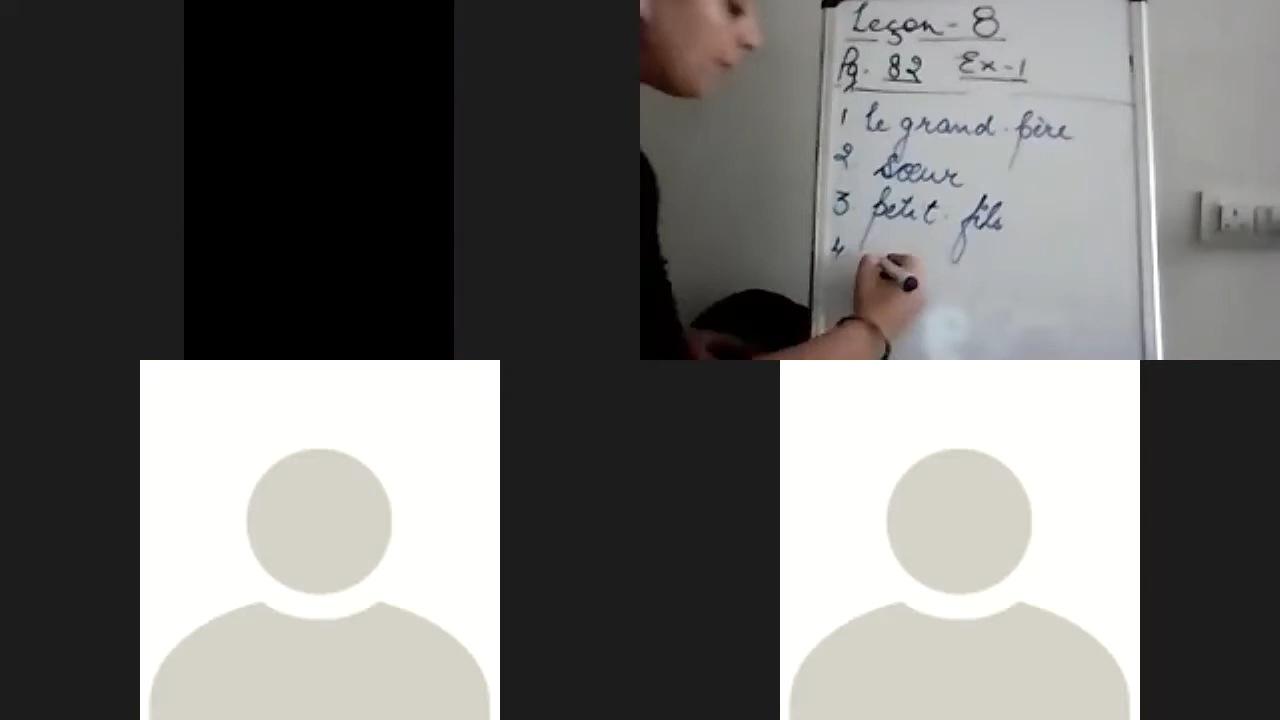 Leçon - 8
Pg. 82 Ex-1
1 le grand-père
2 Sœur
3 petit-fils
4